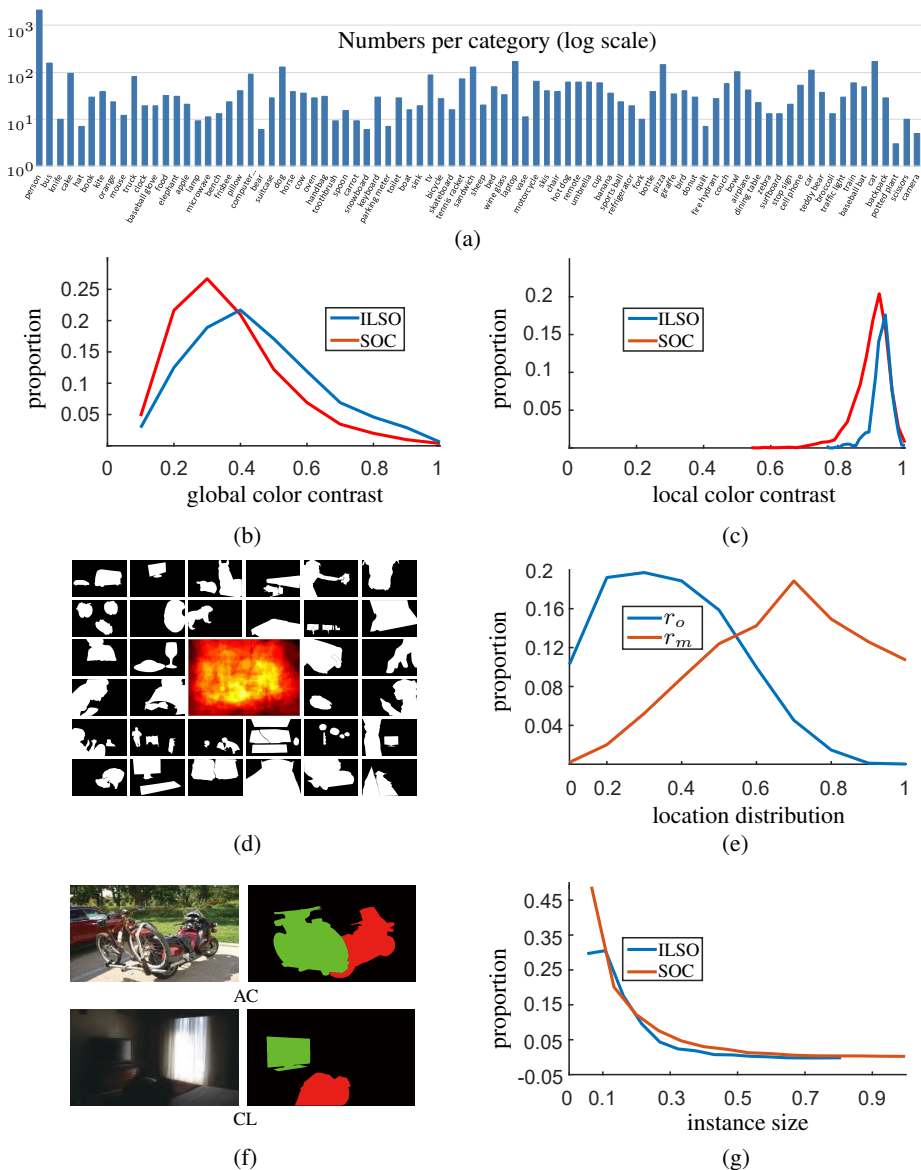 Numbers per category (log scale)
10³
10²
10¹
1⁰
person bus knife cake hat book kite orange mouse truck clock baseball glove food elephant apple lamp microwave bench frisbee pillow computer... bear suitcase dog horse cow oven handbag toothbrush spoon carrot snowboard keyboard parking meter toilet boat sink tv bicycle skateboard tennis racket sandwich sheep bed wine glass laptop vase motorcycle skis chair hot dog remote umbrella cup banana sports ball refrigerator fork bottle pizza giraffe bird donut quilt fire hydrant couch bowl airplane dining table zebra surfboard stop sign cell phone car teddy bear broccoli traffic light train baseball bat cat backpack potted plant scissors camera
(a)
proportion
0.25
0.2
0.15
0.1
0.05
ILSO
SOC
0 0.2 0.4 0.6 0.8 1
global color contrast
(b)
proportion
0.2
0.15
0.1
0.05
ILSO
SOC
0 0.2 0.4 0.6 0.8 1
local color contrast
(c)
(d)
proportion
0.2
0.16
0.12
0.08
0.04
r_o
r_m
0 0.2 0.4 0.6 0.8 1
location distribution
(e)
AC
CL
(f)
proportion
0.45
0.35
0.25
0.15
0.05
-0.05
ILSO
SOC
0 0.1 0.3 0.5 0.7 0.9
instance size
(g)